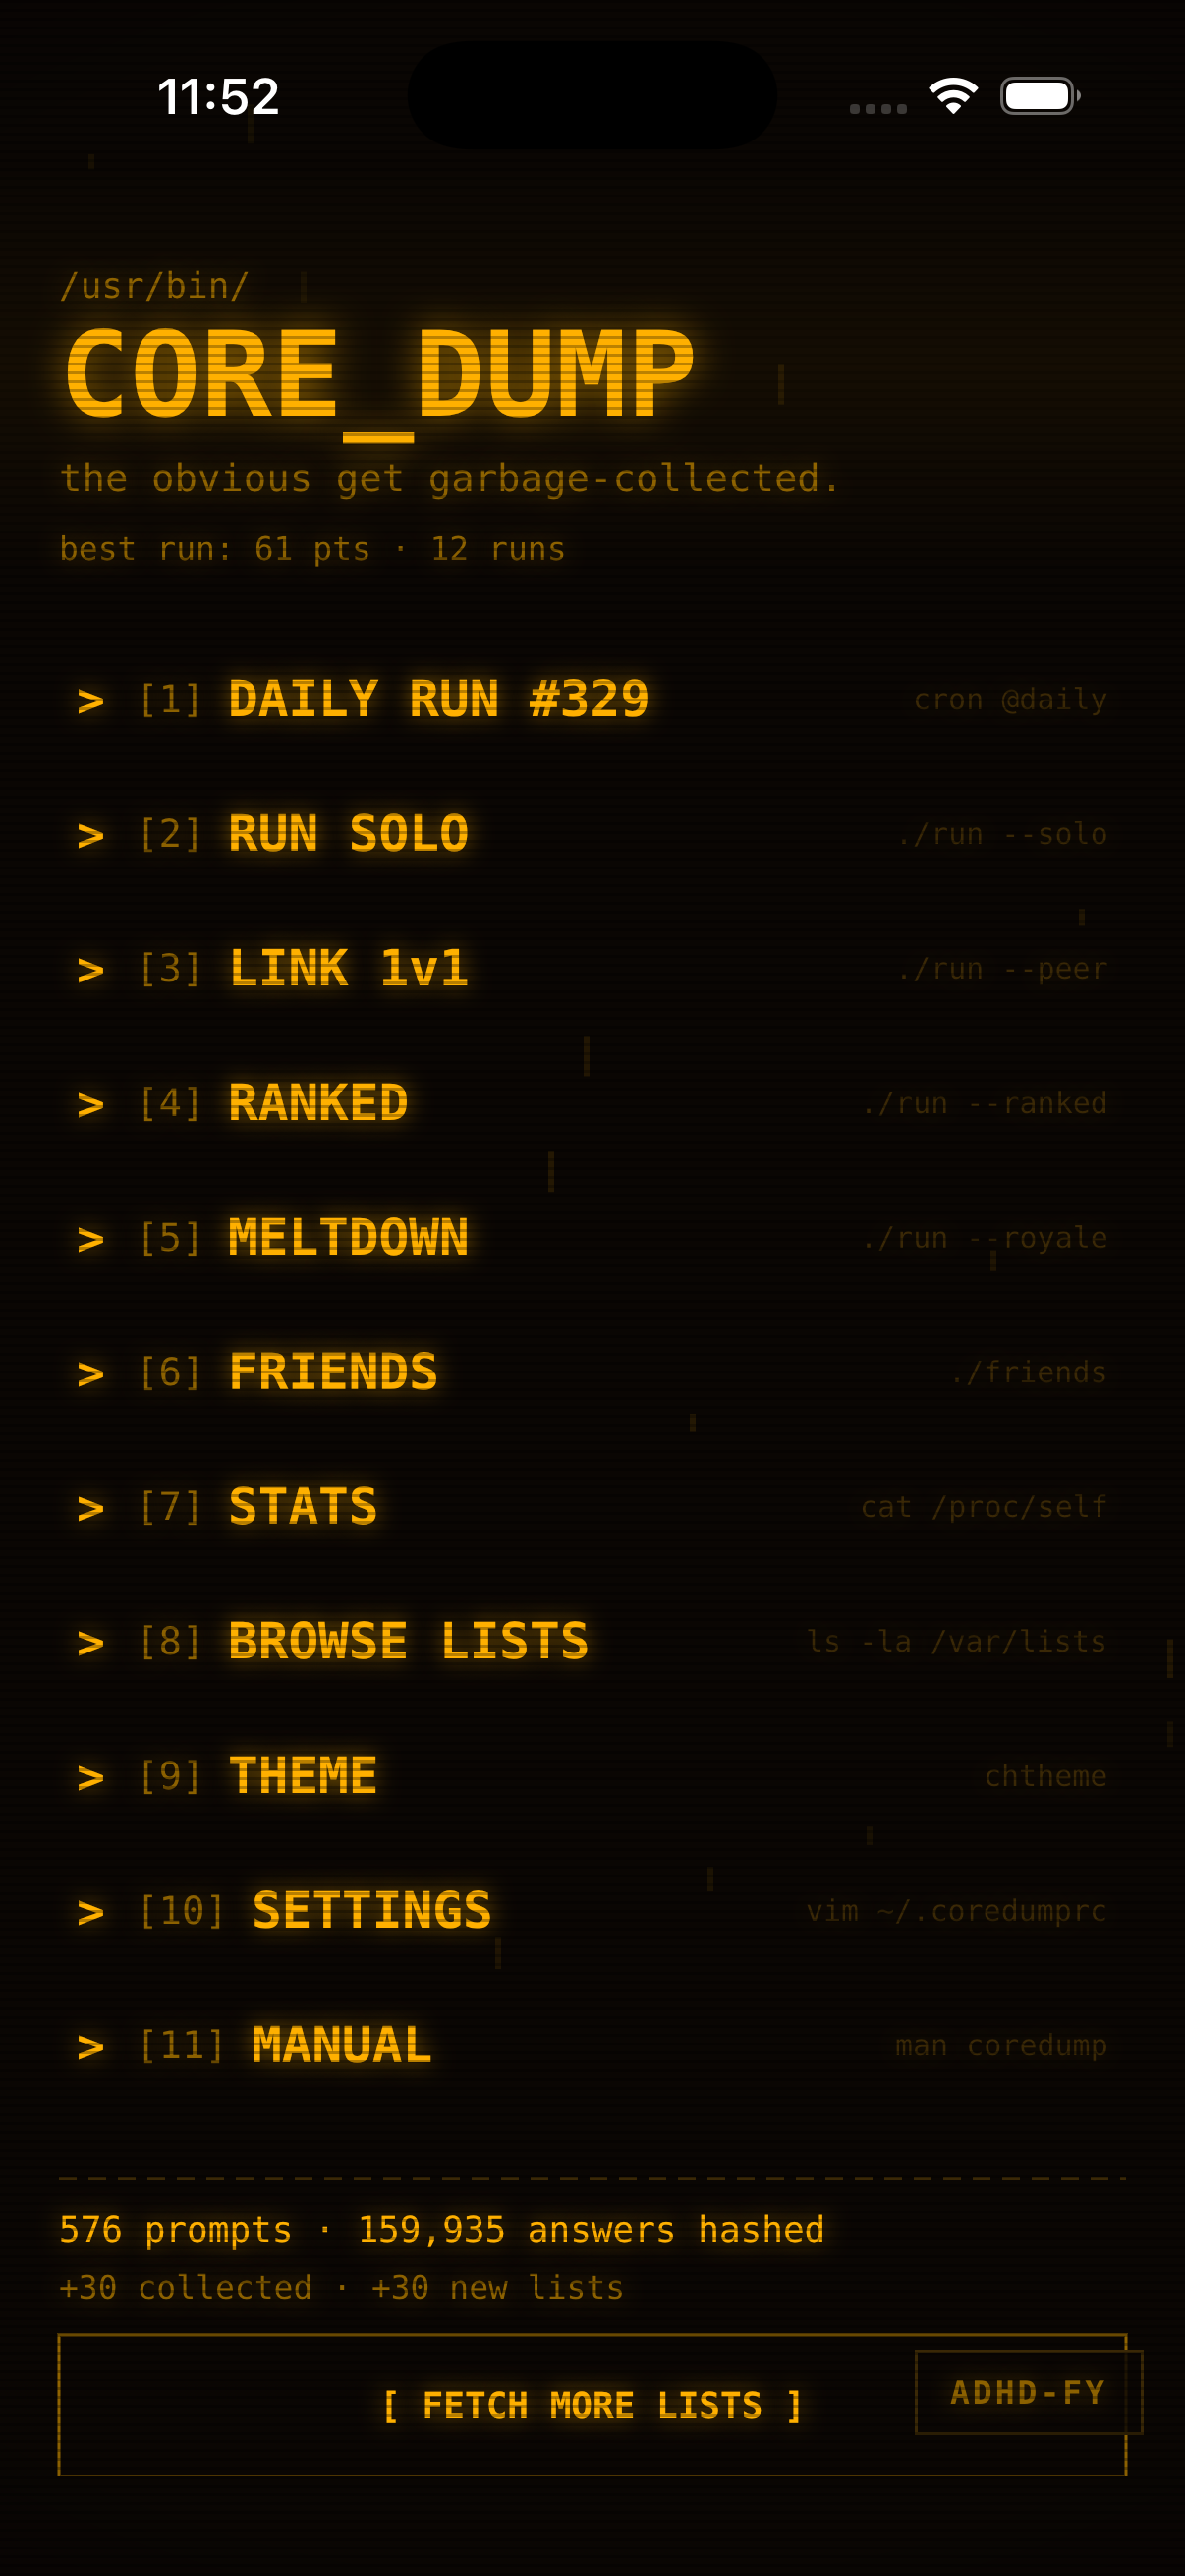 11:52
/usr/bin/
CORE_DUMP
the obvious get garbage-collected.
best run: 61 pts · 12 runs
> [1] DAILY RUN #329 cron @daily
> [2] RUN SOLO ./run --solo
> [3] LINK 1v1 ./run --peer
> [4] RANKED ./run --ranked
> [5] MELTDOWN ./run --royale
> [6] FRIENDS ./friends
> [7] STATS cat /proc/self
> [8] BROWSE LISTS ls -la /var/lists
> [9] THEME chtheme
> [10] SETTINGS vim ~/.coredumprc
> [11] MANUAL man coredump
576 prompts · 159,935 answers hashed
+30 collected · +30 new lists
[ FETCH MORE LISTS ]
ADHD-FY